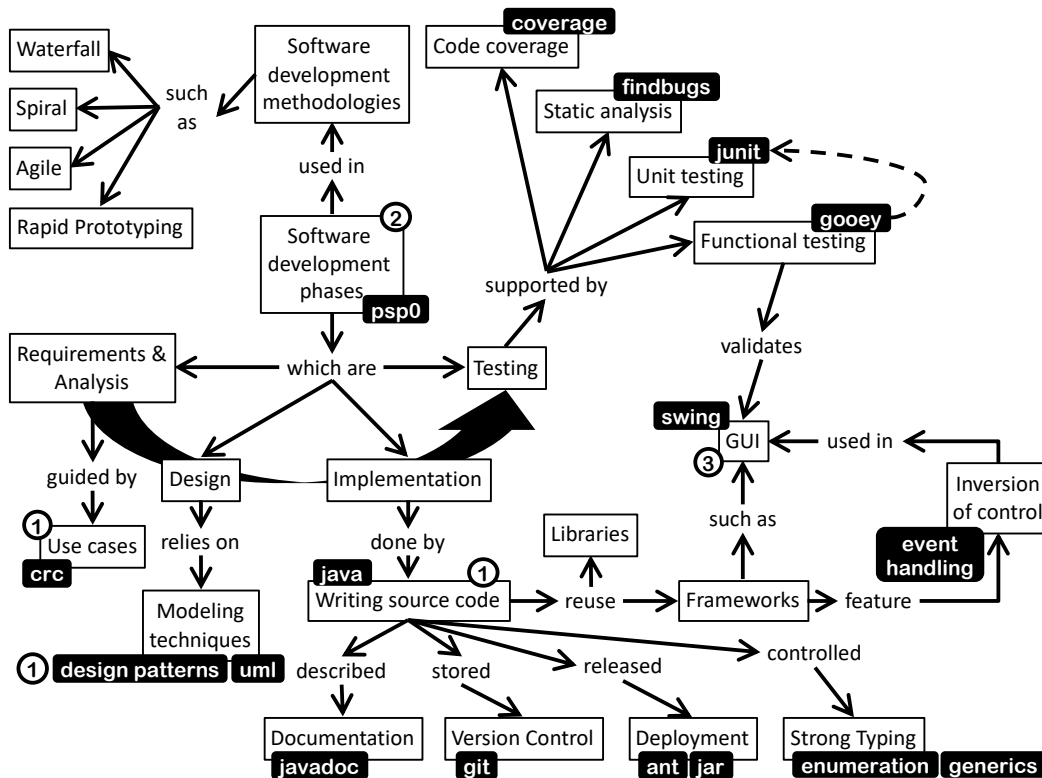 coverage
Waterfall
Software
development
methodologies
Code coverage
such
as
findbugs
Static analysis
Spiral
junit
Unit testing
Agile
used in
Rapid Prototyping
2
Software
development
phases
psp0
gooey
Functional testing
supported by
validates
Requirements &
Analysis
which are
Testing
swing
GUI
3
used in
guided by
Design
Implementation
Inversion
of control
event
handling
such as
1
Use cases
crc
relies on
done by
Libraries
java
1
Writing source code
reuse
Frameworks
feature
Modeling
techniques
1
design patterns
uml
described
stored
released
controlled
Documentation
javadoc
Version Control
git
Deployment
ant
jar
Strong Typing
enumeration
generics